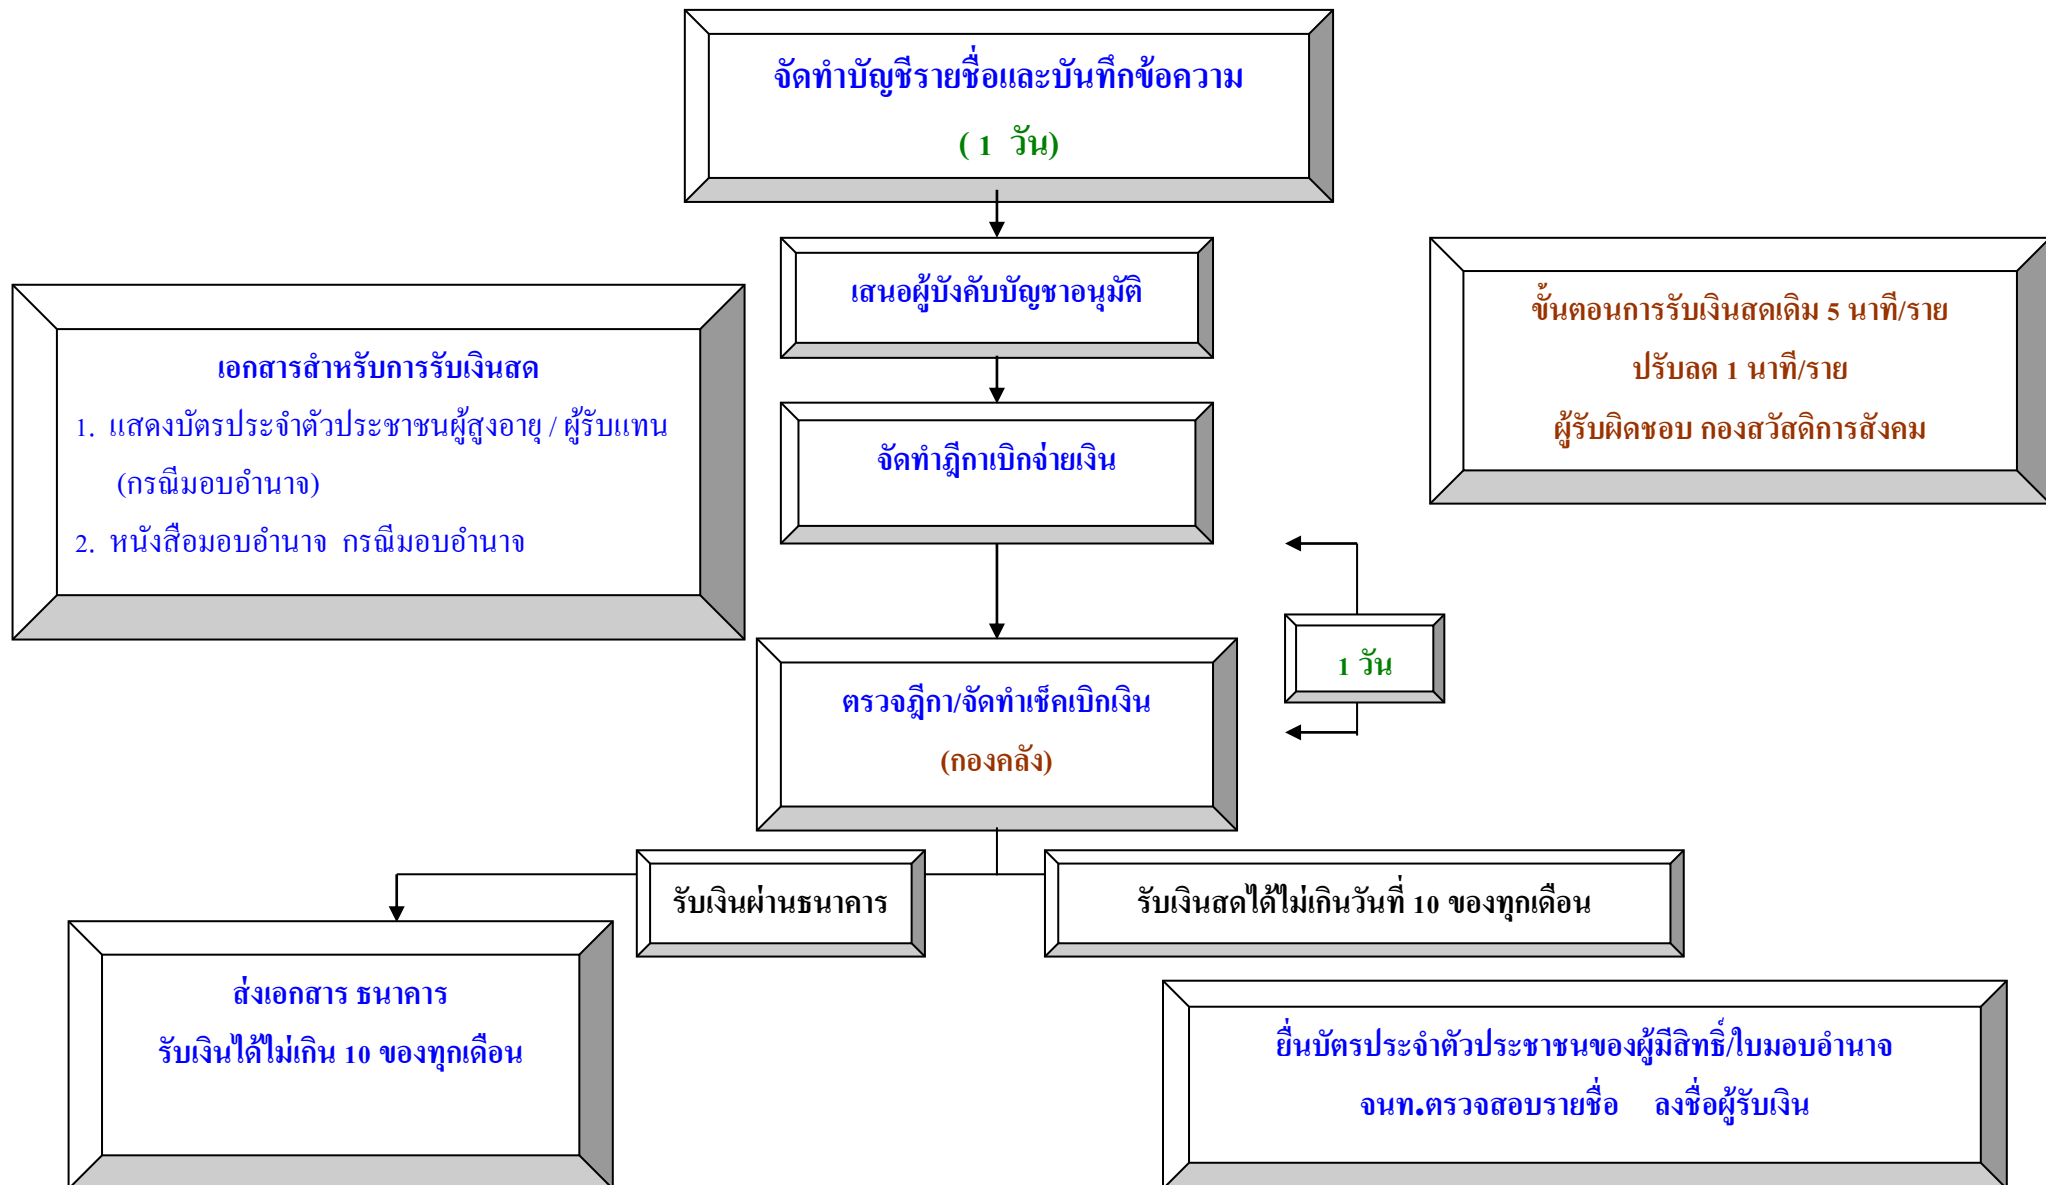 จัดทำบัญชีรายชื่อและบันทึกข้อความ
( 1 วัน)
เสนอผู้บังคับบัญชาอนุมัติ
ขั้นตอนการรับเงินสดเดิม 5 นาที/ราย
ปรับลด 1 นาที/ราย
ผู้รับผิดชอบ กองสวัสดิการสังคม
เอกสารสำหรับการรับเงินสด
1. แสดงบัตรประจำตัวประชาชนผู้สูงอายุ / ผู้รับแทน
(กรณีมอบอำนาจ)
2. หนังสือมอบอำนาจ กรณีมอบอำนาจ
จัดทำฎีกาเบิกจ่ายเงิน
1 วัน
ตรวจฎีกา/จัดทำเช็คเบิกเงิน
(กองคลัง)
รับเงินผ่านธนาคาร
รับเงินสดได้ไม่เกินวันที่ 10 ของทุกเดือน
ส่งเอกสาร ธนาคาร
รับเงินได้ไม่เกิน 10 ของทุกเดือน
ยื่นบัตรประจำตัวประชาชนของผู้มีสิทธิ์/ใบมอบอำนาจ
จนท.ตรวจสอบรายชื่อ ลงชื่อผู้รับเงิน